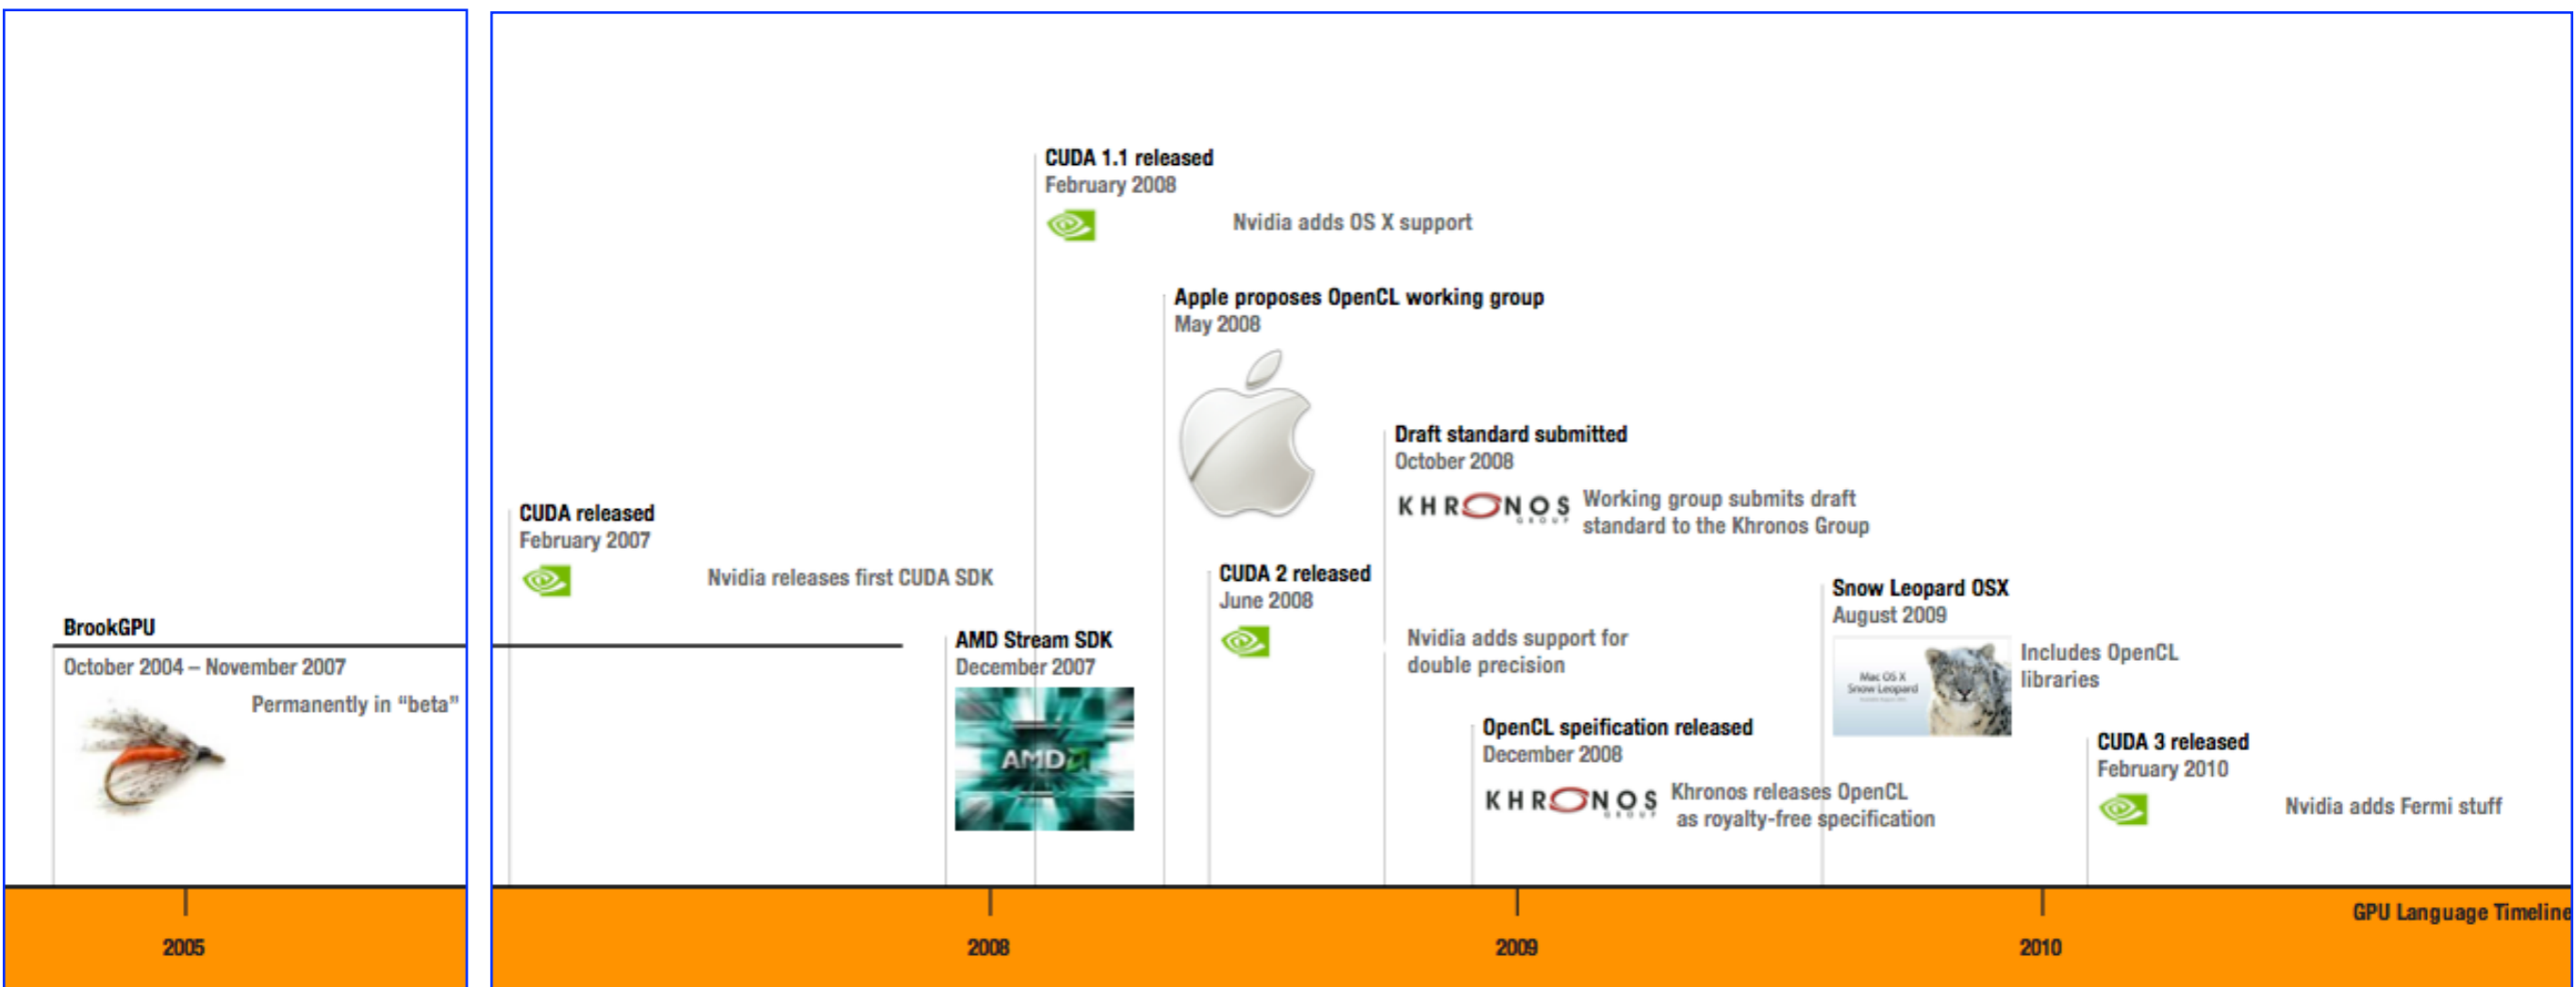 CUDA 1.1 released
February 2008
Nvidia adds OS X support
Apple proposes OpenCL working group
May 2008
Draft standard submitted
October 2008
KHRONOS
GROUP
Working group submits draft
standard to the Khronos Group
CUDA released
February 2007
Nvidia releases first CUDA SDK
CUDA 2 released
June 2008
Nvidia adds support for
double precision
Snow Leopard OSX
August 2009
Mac OS X
Snow Leopard
Includes OpenCL
libraries
BrookGPU
October 2004 – November 2007
Permanently in “beta”
AMD Stream SDK
December 2007
AMD
OpenCL speification released
December 2008
KHRONOS
GROUP
Khronos releases OpenCL
as royalty-free specification
CUDA 3 released
February 2010
Nvidia adds Fermi stuff
GPU Language Timeline
2005
2008
2009
2010